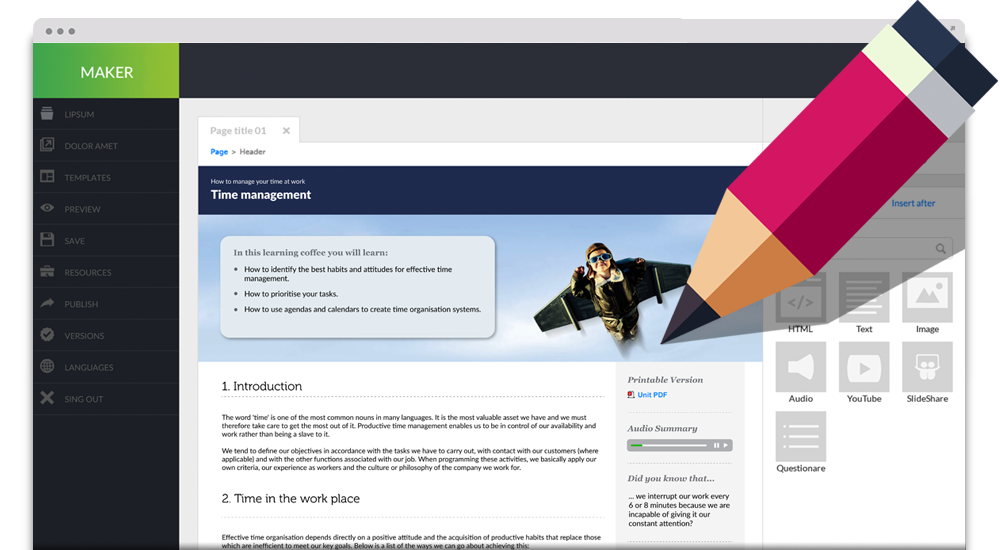 MAKER
LIPSUM
DOLOR AMET
TEMPLATES
PREVIEW
SAVE
RESOURCES
PUBLISH
VERSIONS
LANGUAGES
SING OUT
Page title 01
Page > Header
How to manage your time at work
Time management
In this learning coffee you will learn:
How to identify the best habits and attitudes for effective time
management.
How to prioritise your tasks.
How to use agendas and calendars to create time organisation systems.
1. Introduction
The word 'time' is one of the most common nouns in many languages. It is the most valuable asset we have and we must
therefore take care to get the most out of it. Productive time management enables us to be in control of our availability and
work rather than being a slave to it.
We tend to define our objectives in accordance with the tasks we have to carry out, with contact with our customers (where
applicable) and with the other functions associated with our job. When programming these activities, we basically apply our
own criteria, our experience as workers and the culture or philosophy of the company we work for.
2. Time in the work place
Effective time organisation depends directly on a positive attitude and the acquisition of productive habits that replace those
which are inefficient to meet our key goals. Below is a list of the ways we can go about achieving this:
Printable Version
Unit PDF
Audio Summary
Did you know that...
... we interrupt our work every
6 or 8 minutes because we are
incapable of giving it our
constant attention?
Insert after
HTML
Text
Image
Audio
YouTube
SlideShare
Questionare